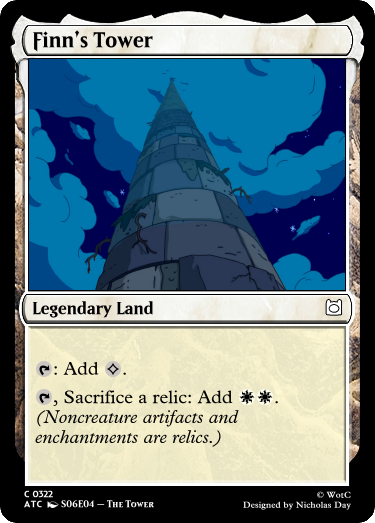 Finn's Tower
Legendary Land
: Add .
, Sacrifice a relic: Add .
(Noncreature artifacts and
enchantments are relics.)
C 0322
© WotC
ATC S06E04 – The Tower
Designed by Nicholas Day